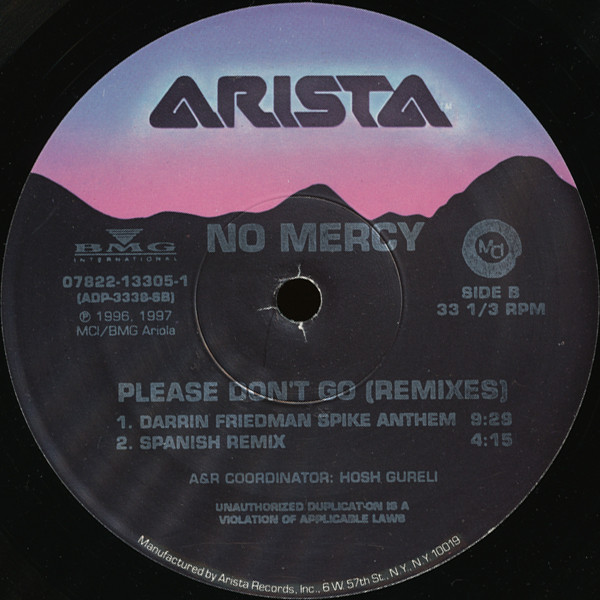 ARISTA
TM
BMG
INTERNATIONAL
NO MERCY
MCI
07822-13305-1
(ADP-3338-SB)
SIDE B
33 1/3 RPM
℗ 1996, 1997
MCI/BMG Ariola
PLEASE DON'T GO (REMIXES)
1. DARRIN FRIEDMAN SPIKE ANTHEM 9:29
2. SPANISH REMIX 4:15
A&R COORDINATOR: HOSH GURELI
UNAUTHORIZED DUPLICATION IS A
VIOLATION OF APPLICABLE LAWS
Manufactured by Arista Records, Inc., 6 W. 57th St., N.Y., N.Y. 10019